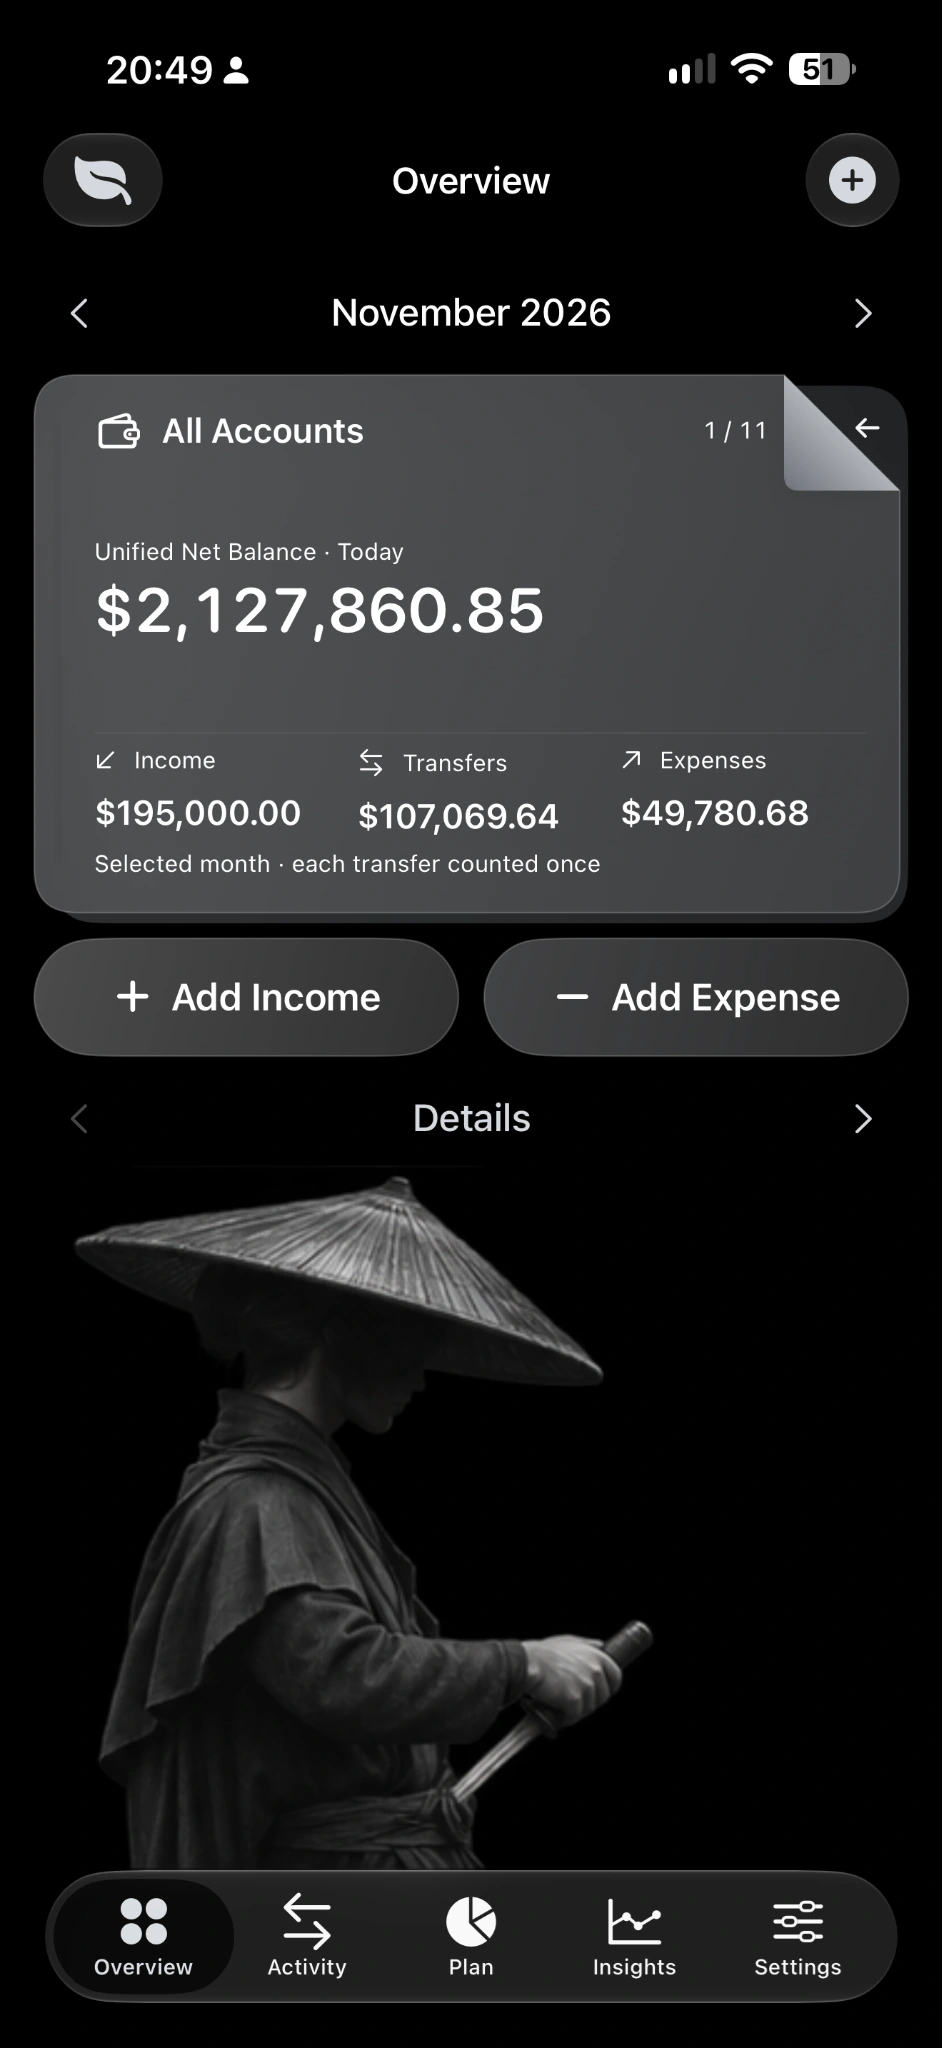 20:49
51
Overview
November 2026
All Accounts 1 / 11
Unified Net Balance · Today
$2,127,860.85
Income Transfers Expenses
$195,000.00 $107,069.64 $49,780.68
Selected month · each transfer counted once
Add Income Add Expense
Details
Overview Activity Plan Insights Settings